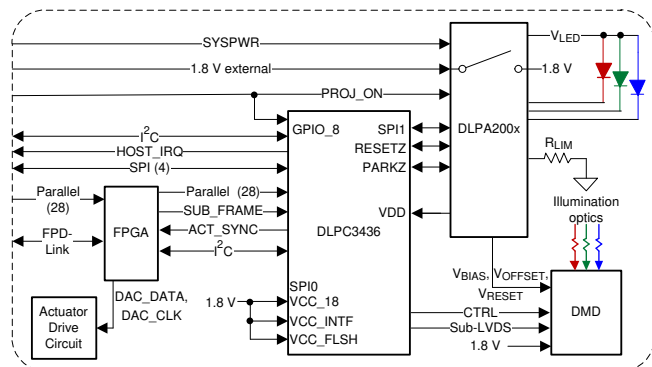 SYSPWR
1.8 V external
PROJ_ON
I²C
HOST_IRQ
SPI (4)
Parallel
(28)
FPD-
Link
FPGA
Parallel (28)
SUB_FRAME
ACT_SYNC
I²C
DAC_DATA,
DAC_CLK
Actuator
Drive
Circuit
GPIO_8
SPI1
RESETZ
PARKZ
DLPC3436
VDD
SPI0
1.8 V
VCC_18
VCC_INTF
VCC_FLSH
DLPA200x
VLED
1.8 V
RLIM
Illumination
optics
VBIAS, VOFFSET,
VRESET
CTRL
Sub-LVDS
1.8 V
DMD